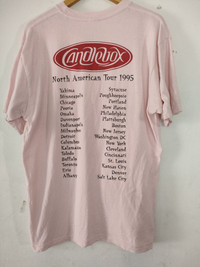 Candlebox
North American Tour 1995
Yakima
Minneapolis
Chicago
Peoria
Omaha
Davenport
Indianapolis
Milwaukee
Detroit
Columbus
Kalamazoo
Toledo
Buffalo
Toronto
Erie
Albany
Syracuse
Poughkeepsie
Portland
New Haven
Philadelphia
Plattsburgh
Boston
New Jersey
Washington DC
New York
Cleveland
Cincinnati
St. Louis
Kansas City
Denver
Salt Lake City